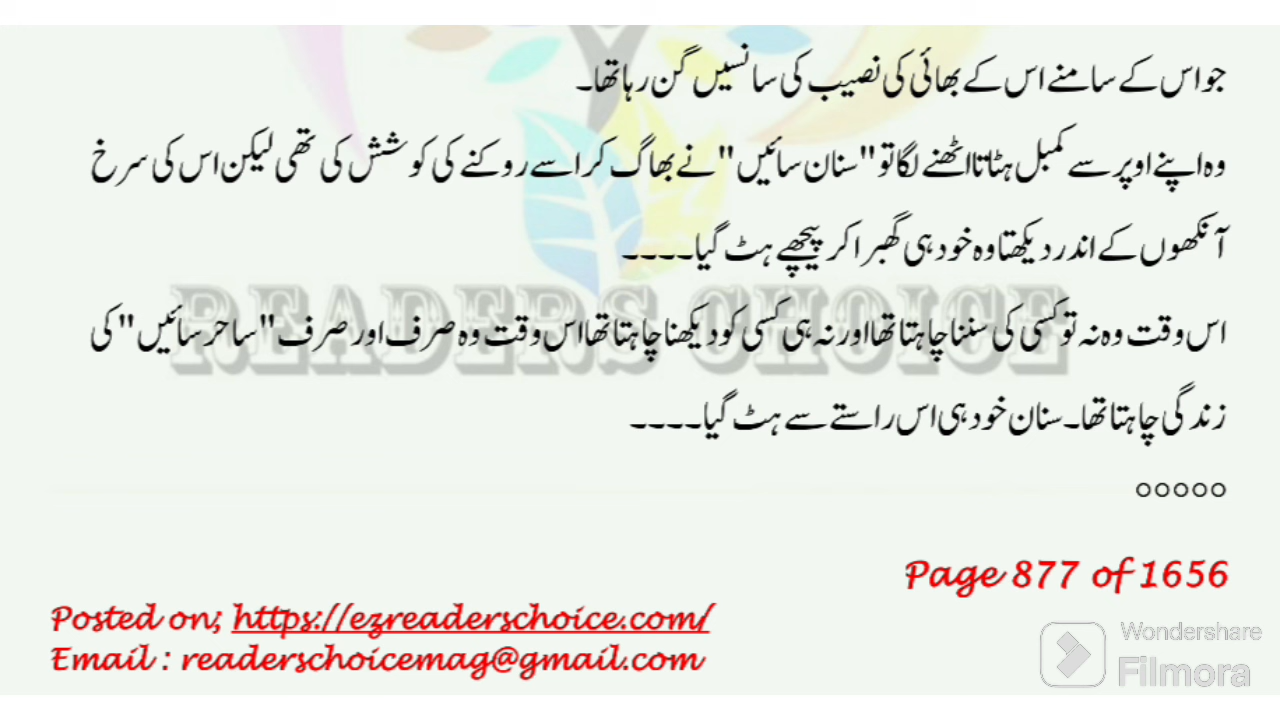 جو اس کے سامنے اس کے بھائی کی نصیب کی سانسیں گن رہا تھا۔
وہ اپنے اوپر سے کمبل ہٹاتا اٹھنے لگا تو "سنان سائیں" نے بھاگ کر اسے روکنے کی کوشش کی تھی لیکن اس کی سرخ
آنکھوں کے اندر دیکھتا وہ خود ہی گھبرا کر پیچھے ہٹ گیا۔۔۔۔
READERS CHOICE
اس وقت وہ نہ تو کسی کی سننا چاہتا تھا اور نہ ہی کسی کو دیکھنا چاہتا تھا اس وقت وہ صرف اور صرف "ساحر سائیں" کی
زندگی چاہتا تھا۔ سنان خود ہی اس راستے سے ہٹ گیا۔۔۔۔
○○○○○
Page 877 of 1656
Posted on; https://ezreaderschoice.com/
Email : readerschoicemag@gmail.com
Wondershare
Filmora